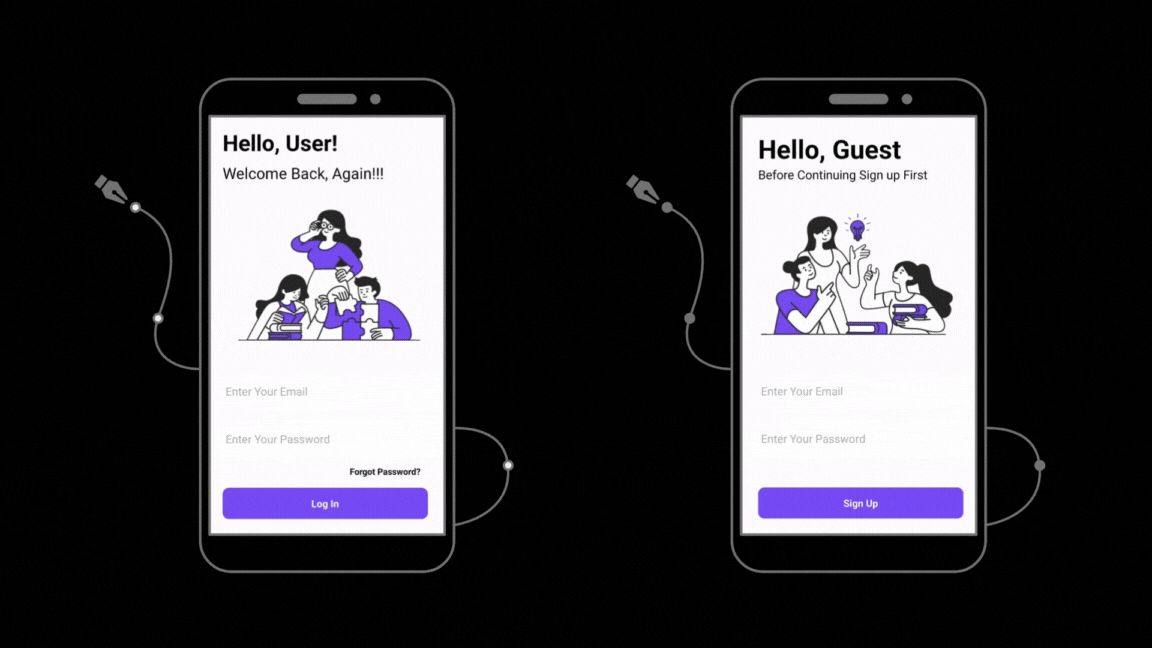 Hello, User!
Welcome Back, Again!!!
Enter Your Email
Enter Your Password
Forgot Password?
Log In
Hello, Guest
Before Continuing Sign up First
Enter Your Email
Enter Your Password
Sign Up